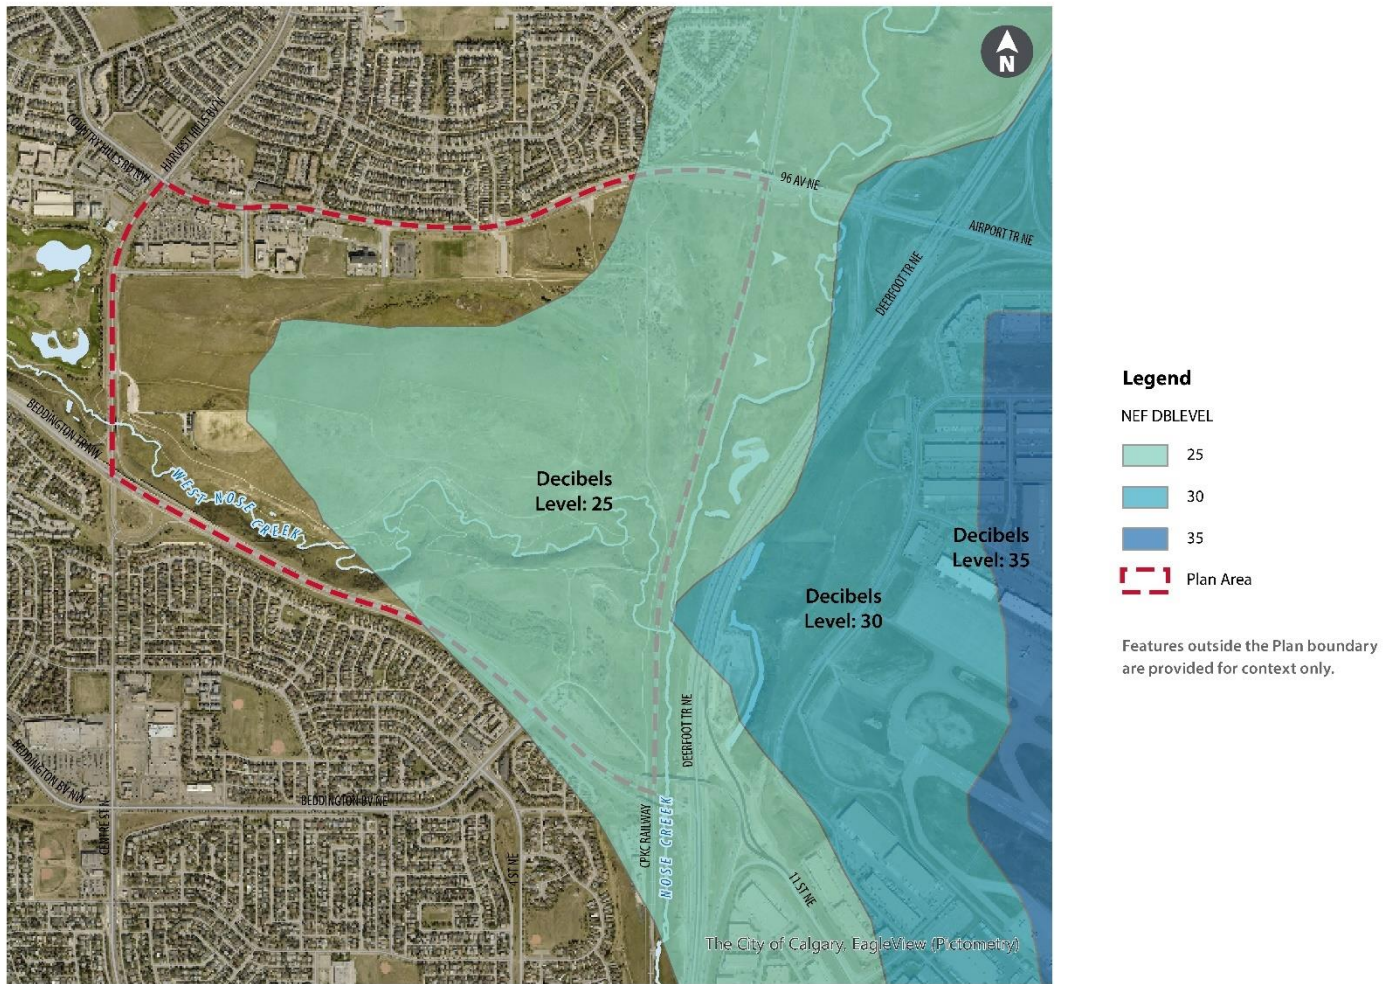 N
COUNTRY HILLS RD NW
HARVEST HILLS BV N
96 AV NE
AIRPORT TR NE
DEERFOOT TR NE
BEDDINGTON TR NW
WEST NOSE CREEK
Decibels
Level: 25
Decibels
Level: 35
Decibels
Level: 30
DEERFOOT TR NE
BEDDINGTON BV NW
BEDDINGTON BV NE
CENTRE ST N
1 ST NE
CPKC RAILWAY
NOSE CREEK
11 ST NE
The City of Calgary, EagleView (Pictometry)
Legend
NEF DBLEVEL
25
30
35
Plan Area
Features outside the Plan boundary
are provided for context only.